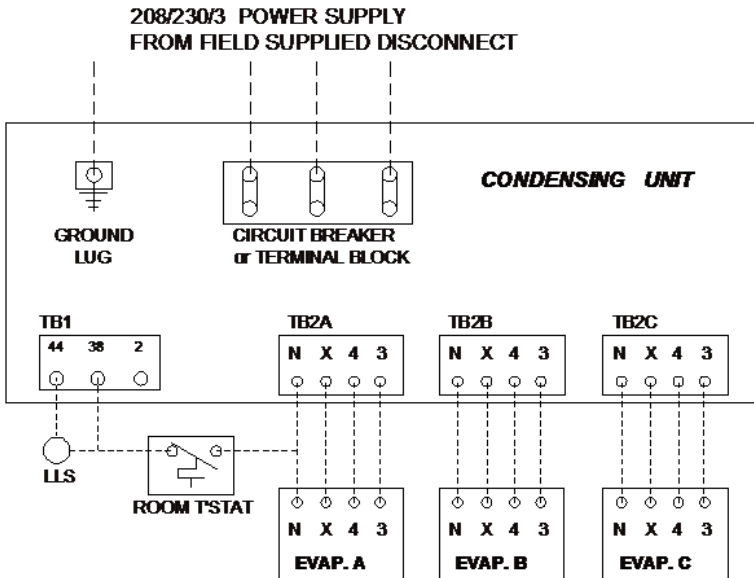 208/230/3 POWER SUPPLY
FROM FIELD SUPPLIED DISCONNECT
CONDENSING UNIT
GROUND
LUG
CIRCUIT BREAKER
or TERMINAL BLOCK
TB1
44 38 2
TB2A
N X 4 3
TB2B
N X 4 3
TB2C
N X 4 3
LLS
ROOM T'STAT
N X 4 3
EVAP. A
N X 4 3
EVAP. B
N X 4 3
EVAP. C